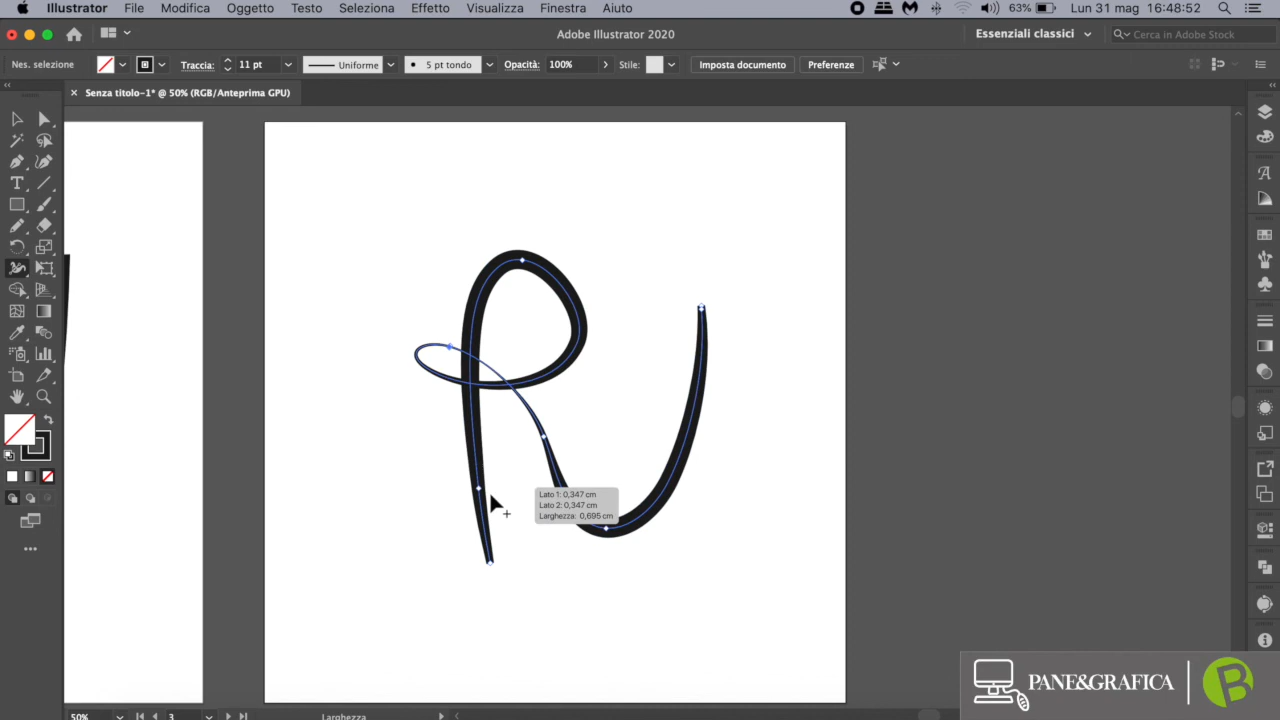 Illustrator File Modifica Oggetto Testo Seleziona Effetto Visualizza Finestra Aiuto 63% Lun 31 mag 16:48:52
Adobe Illustrator 2020 Essenziali classici Cerca in Adobe Stock
Nes. selezione Traccia: 11 pt Uniforme 5 pt tondo Opacità: 100% Stile: Imposta documento Preferenze
× Senza titolo-1* @ 50% (RGB/Anteprima GPU)
Lato 1: 0,347 cm
Lato 2: 0,347 cm
Larghezza: 0,695 cm
PANE&GRAFICA
50% 3 Larghezza